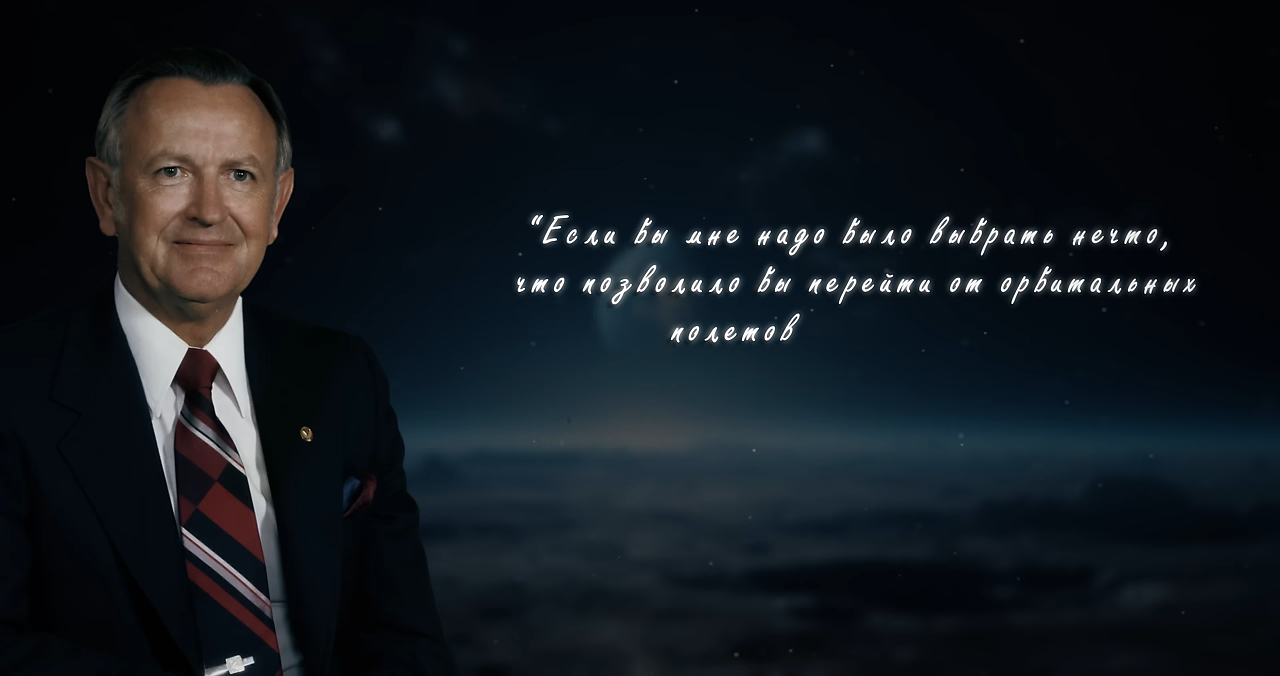 “Если бы мне надо было выбрать нечто,
что позволило бы перейти от орбитальных
полетов